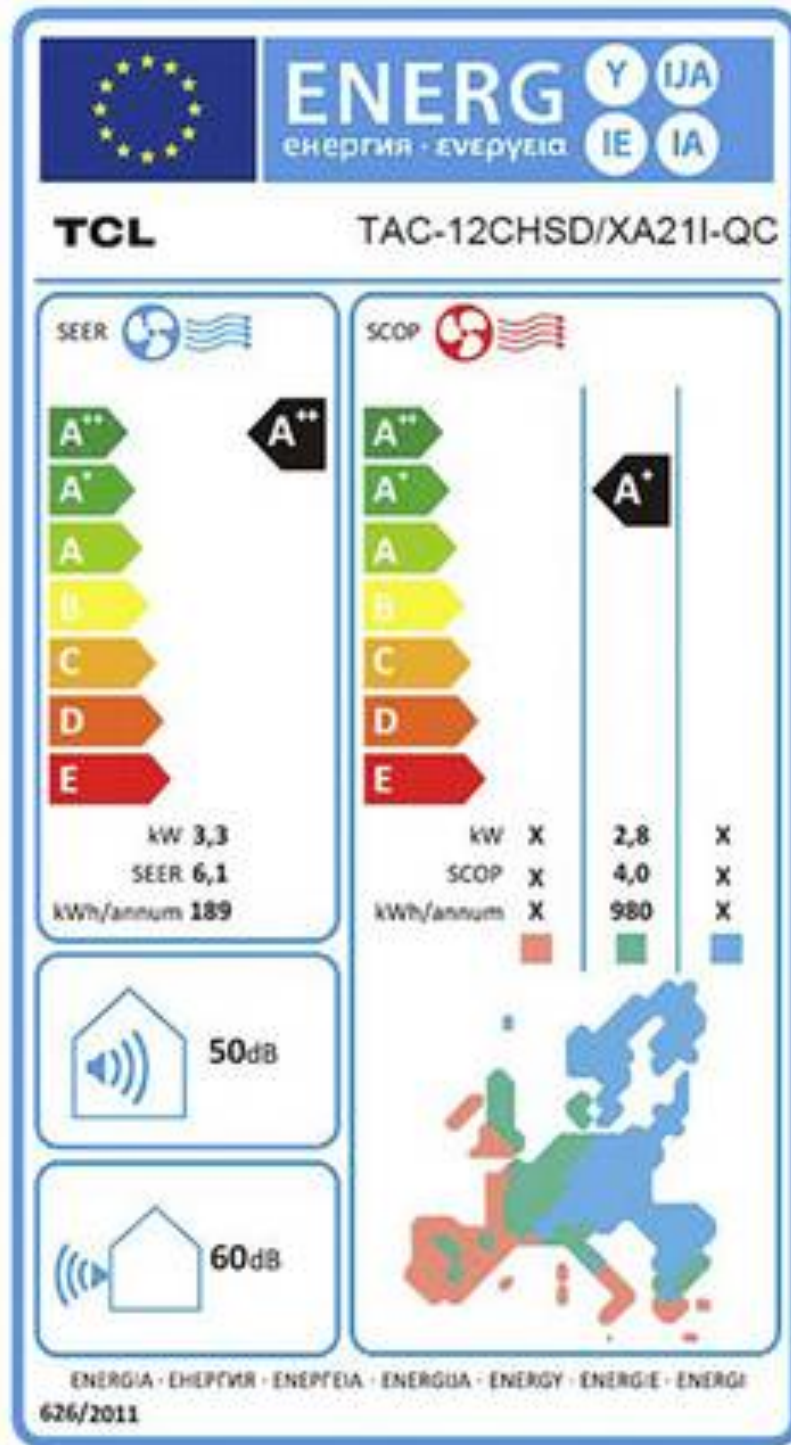 ENERG Y IJA
енергия · ενεργεια IE IA
TCL TAC-12CHSD/XA21I-QC
SEER
A++
A++
A+
A
B
C
D
E
kW 3,3
SEER 6,1
kWh/annum 189
SCOP
A++
A+
A+
A
B
C
D
E
kW X 2,8 X
SCOP X 4,0 X
kWh/annum X 980 X
50dB
60dB
ENERGIA · ЕНЕРГИЯ · ΕΝΕΡΓΕΙΑ · ENERGIJA · ENERGY · ENERGIE · ENERGI
626/2011